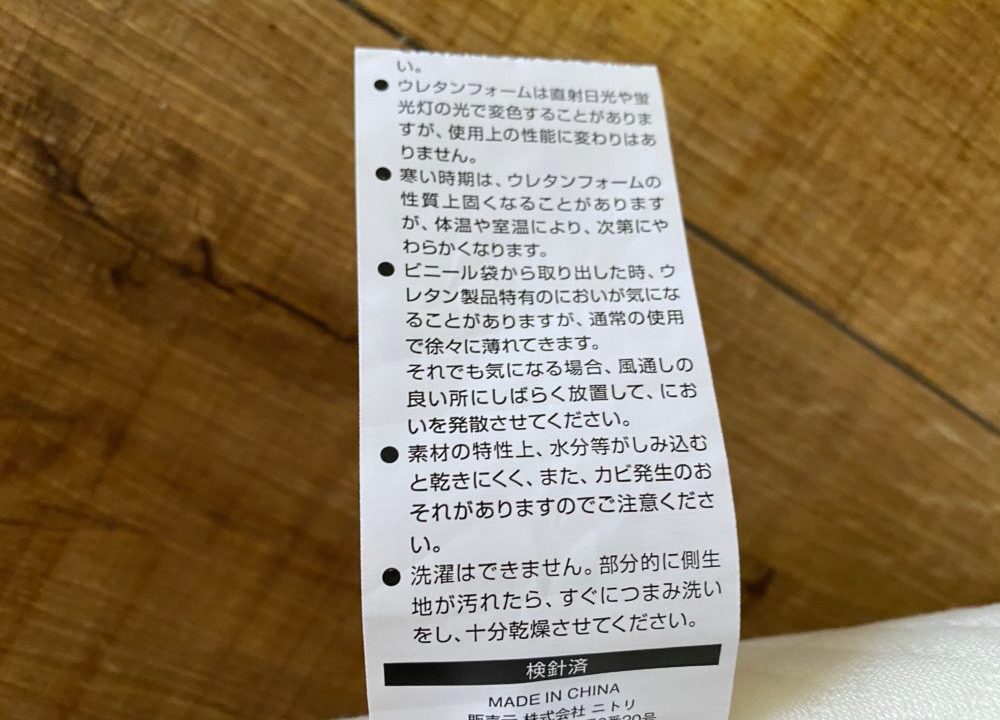 い。
●ウレタンフォームは直射日光や蛍
光灯の光で変色することがありま
すが、使用上の性能に変わりはあ
りません。
●寒い時期は、ウレタンフォームの
性質上固くなることがあります
が、体温や室温により、次第にや
わらかくなります。
●ビニール袋から取り出した時、ウ
レタン製品特有のにおいが気にな
ることがありますが、通常の使用
で徐々に薄れてきます。
それでも気になる場合、風通しの
良い所にしばらく放置して、にお
いを発散させてください。
●素材の特性上、水分等がしみ込む
と乾きにくく、また、カビ発生のお
それがありますのでご注意くださ
い。
●洗濯はできません。部分的に側生
地が汚れたら、すぐにつまみ洗い
をし、十分乾燥させてください。
検針済
MADE IN CHINA
販売元 株式会社 ニトリ
番20号